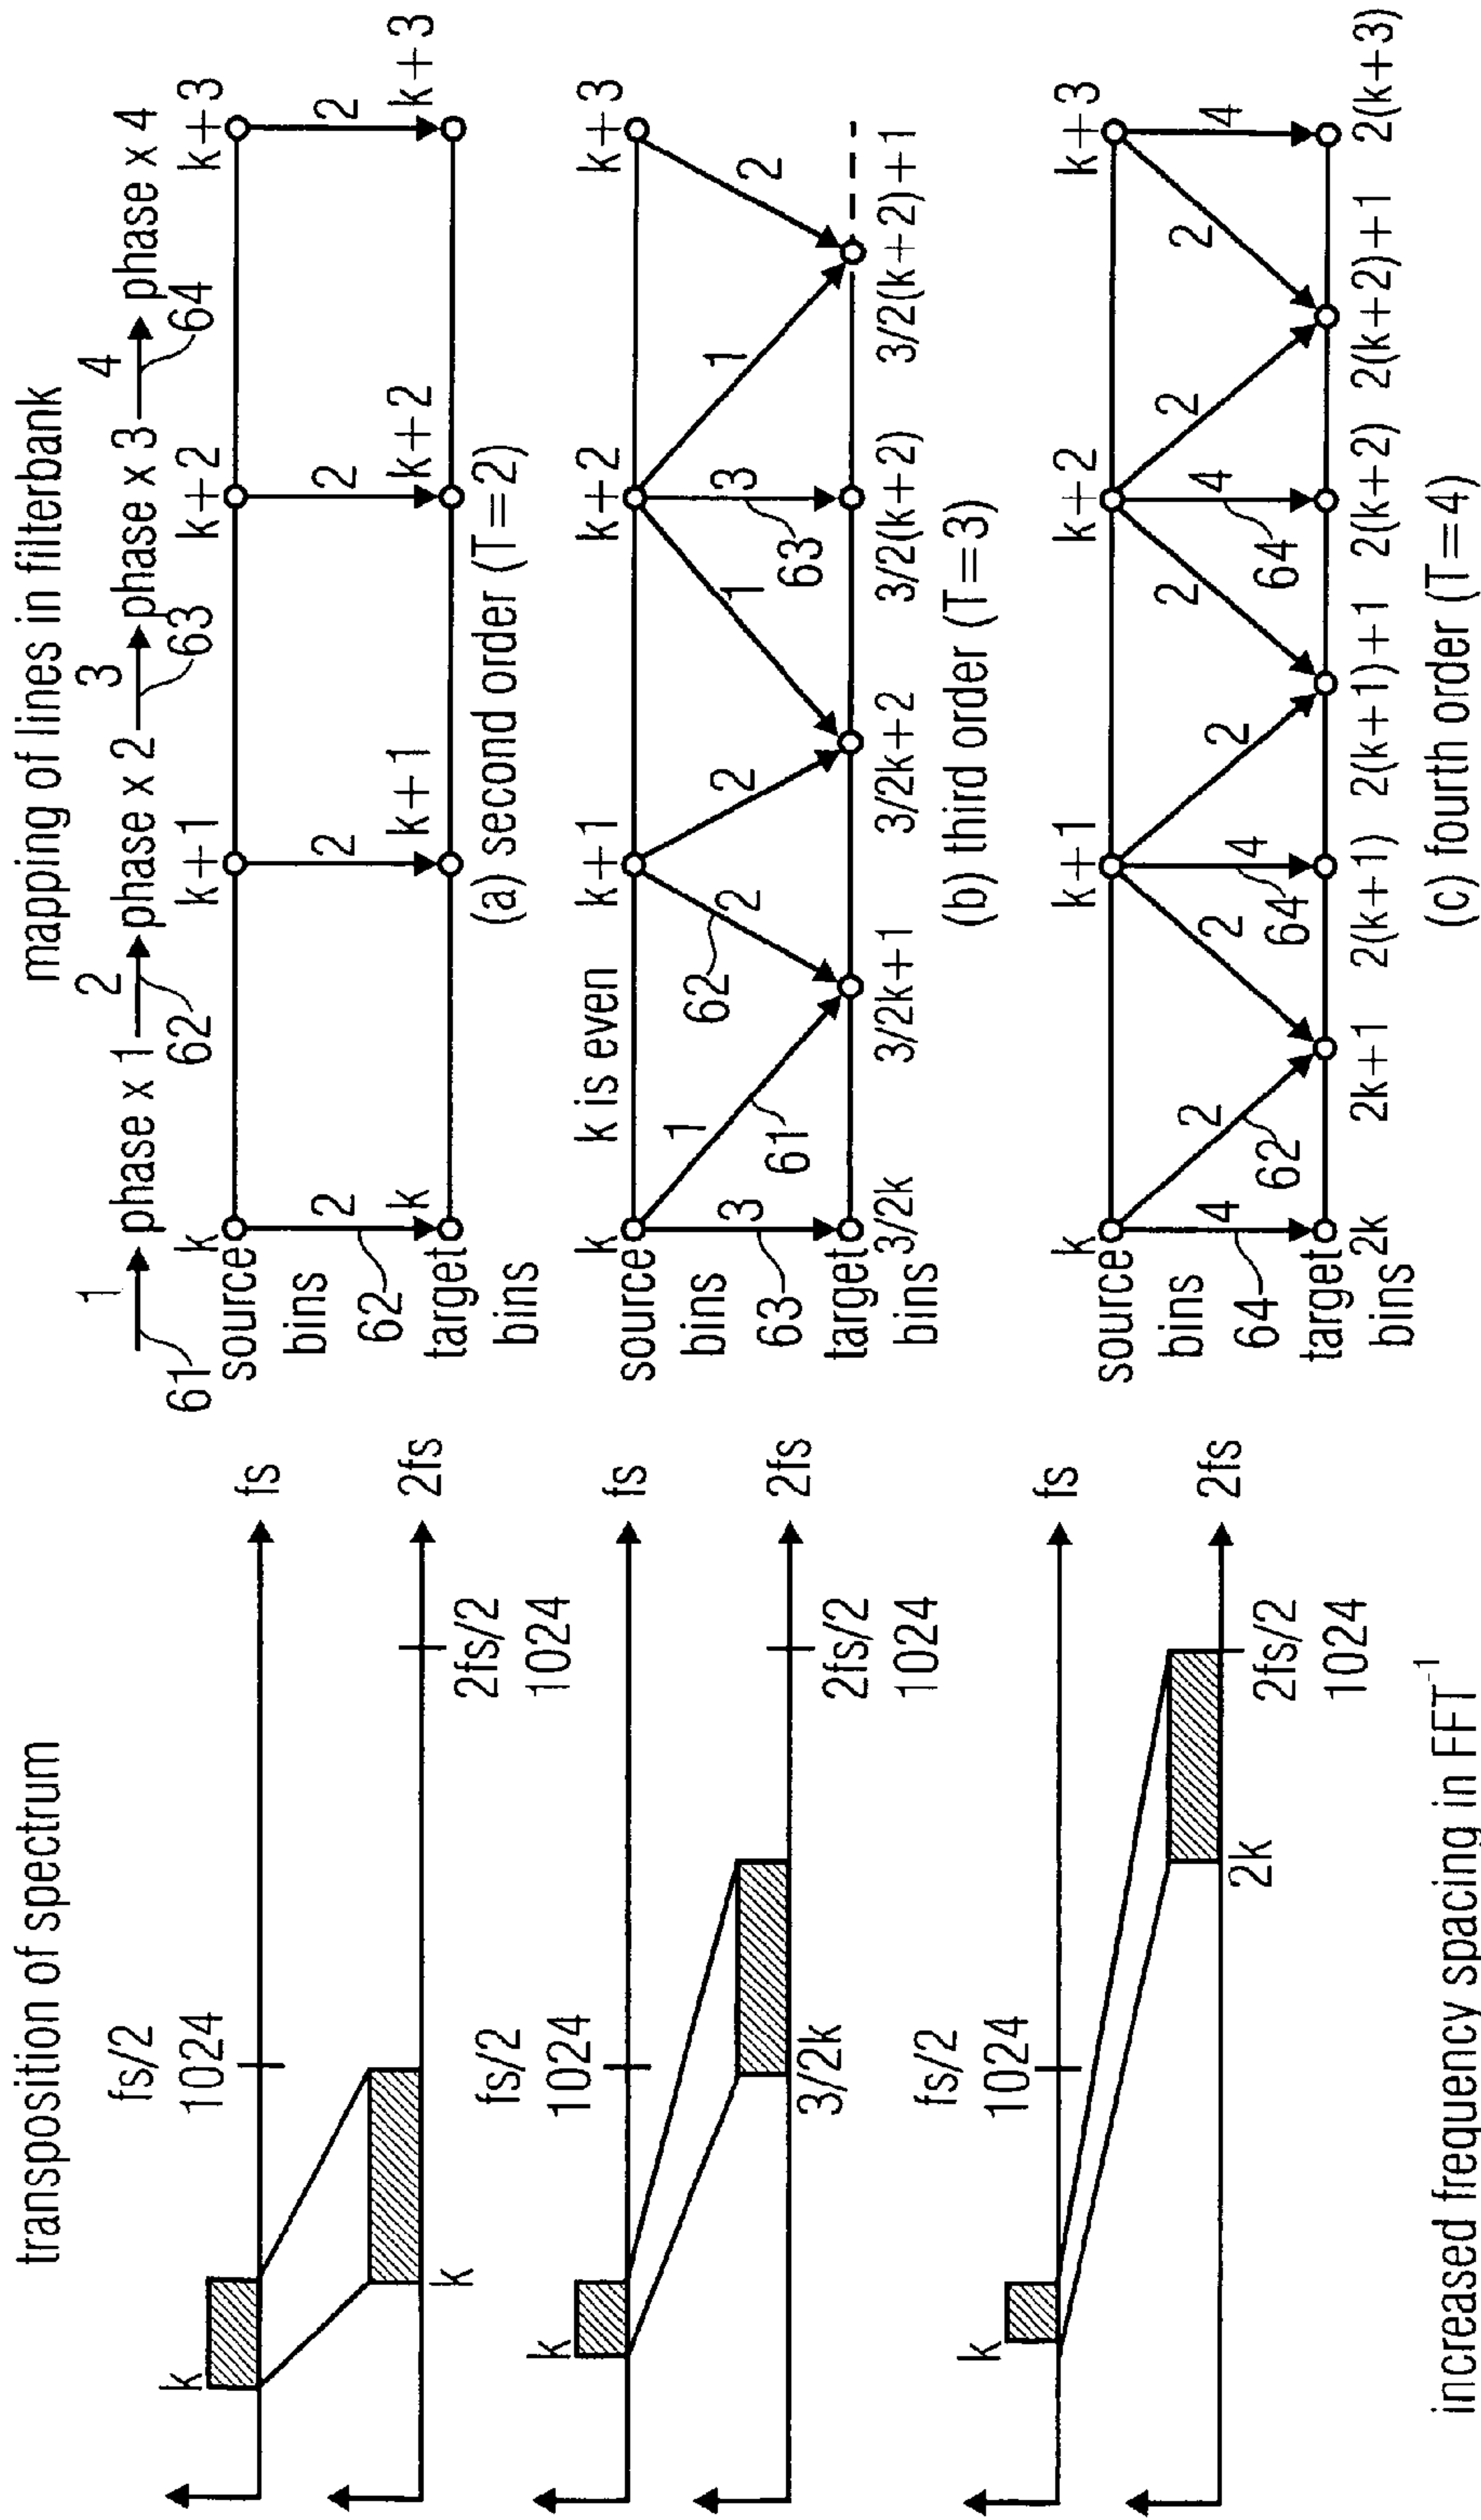 transposition of spectrum
fs/2
1024
k
fs
k
2fs
2fs/2
1024
fs/2
1024
k
fs
3/2k
2fs
2fs/2
1024
fs/2
1024
k
fs
2k
2fs
2fs/2
1024
increased frequency spacing in FFT⁻¹
mapping of lines in filterbank
1 phase x 1 2 phase x 2 3 phase x 3 4 phase x 4
61 62 63 64
k k+1 k+2 k+3
source
bins
62 2 2 2 2
k k+1 k+2 k+3
target
bins
(a) second order (T=2)
k is even
k k+1 k+2 k+3
source
bins
63 3 1 61 62 2 2 1 3 63 1 2
target
bins
3/2k 3/2k+1 3/2k+2 3/2(k+2) 3/2(k+2)+1
(b) third order (T=3)
k k+1 k+2 k+3
source
bins
64 4 2 62 2 4 64 2 2 4 64 2 2 4
target
bins
2k 2k+1 2(k+1) 2(k+1)+1 2(k+2) 2(k+2)+1 2(k+3)
(c) fourth order (T=4)